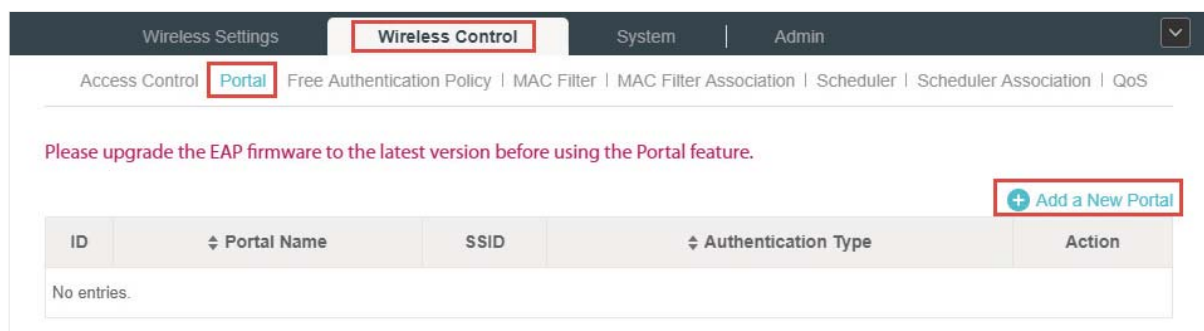 Wireless Settings Wireless Control System | Admin
Access Control Portal Free Authentication Policy | MAC Filter | MAC Filter Association | Scheduler | Scheduler Association | QoS
Please upgrade the EAP firmware to the latest version before using the Portal feature.
Add a New Portal
ID Portal Name SSID Authentication Type Action
No entries.